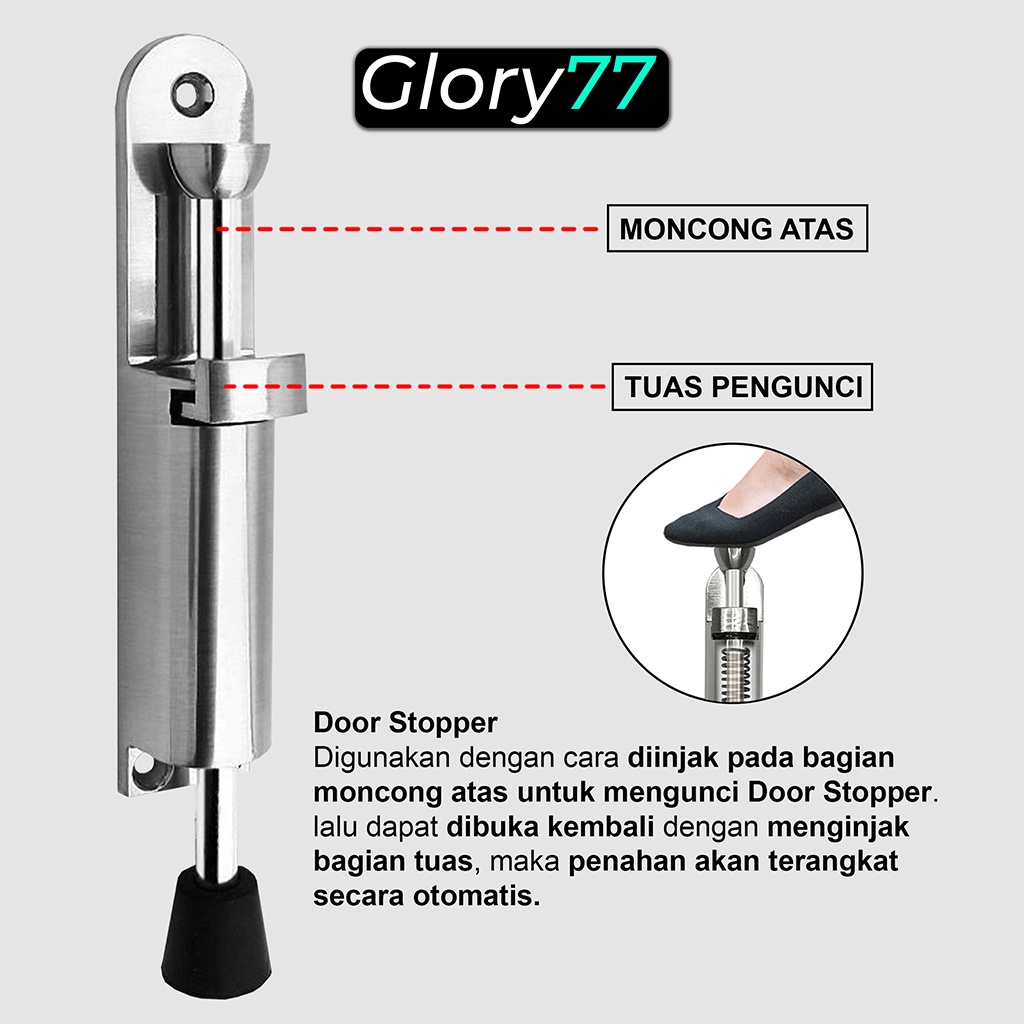 Glory77
MONCONG ATAS
TUAS PENGUNCI
Door Stopper
Digunakan dengan cara diinjak pada bagian
moncong atas untuk mengunci Door Stopper.
lalu dapat dibuka kembali dengan menginjak
bagian tuas, maka penahan akan terangkat
secara otomatis.